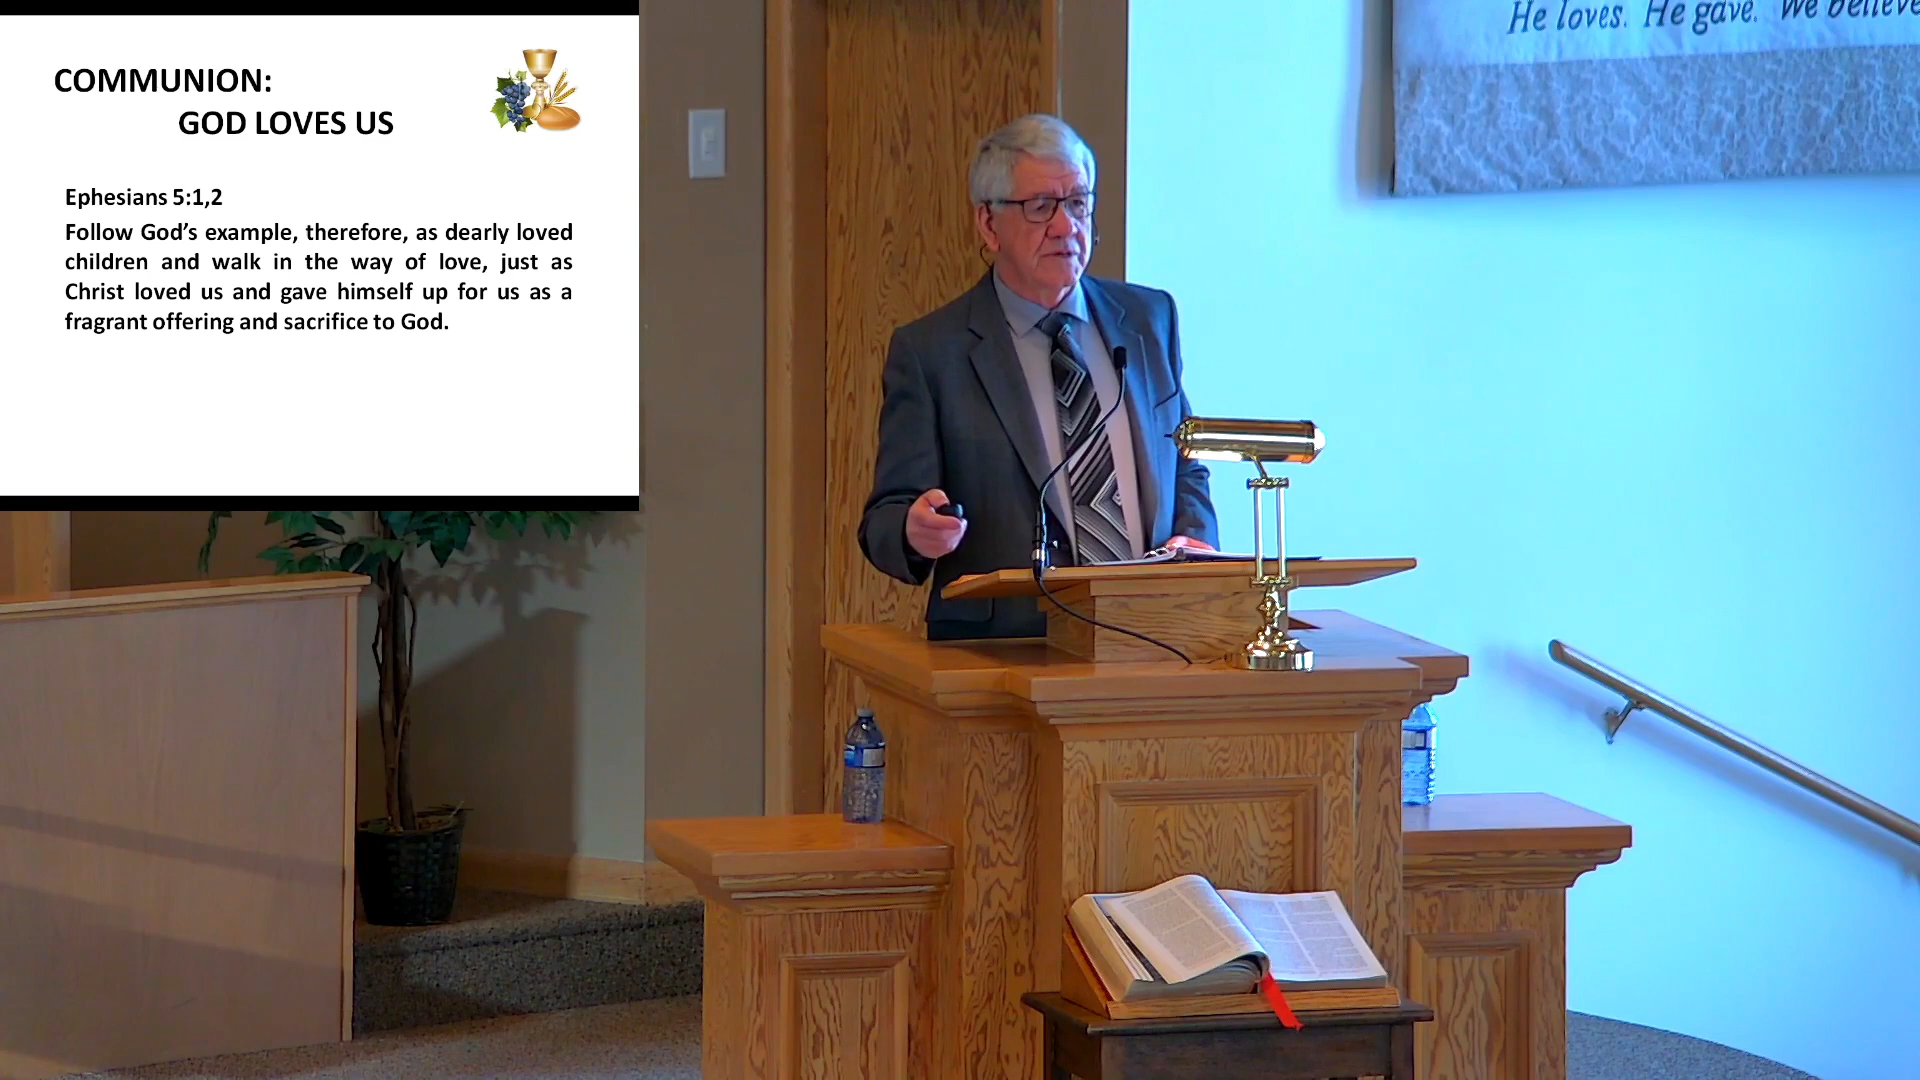 COMMUNION:
GOD LOVES US
Ephesians 5:1,2
Follow God's example, therefore, as dearly loved
children and walk in the way of love, just as
Christ loved us and gave himself up for us as a
fragrant offering and sacrifice to God.
He loves. He gave. We believe